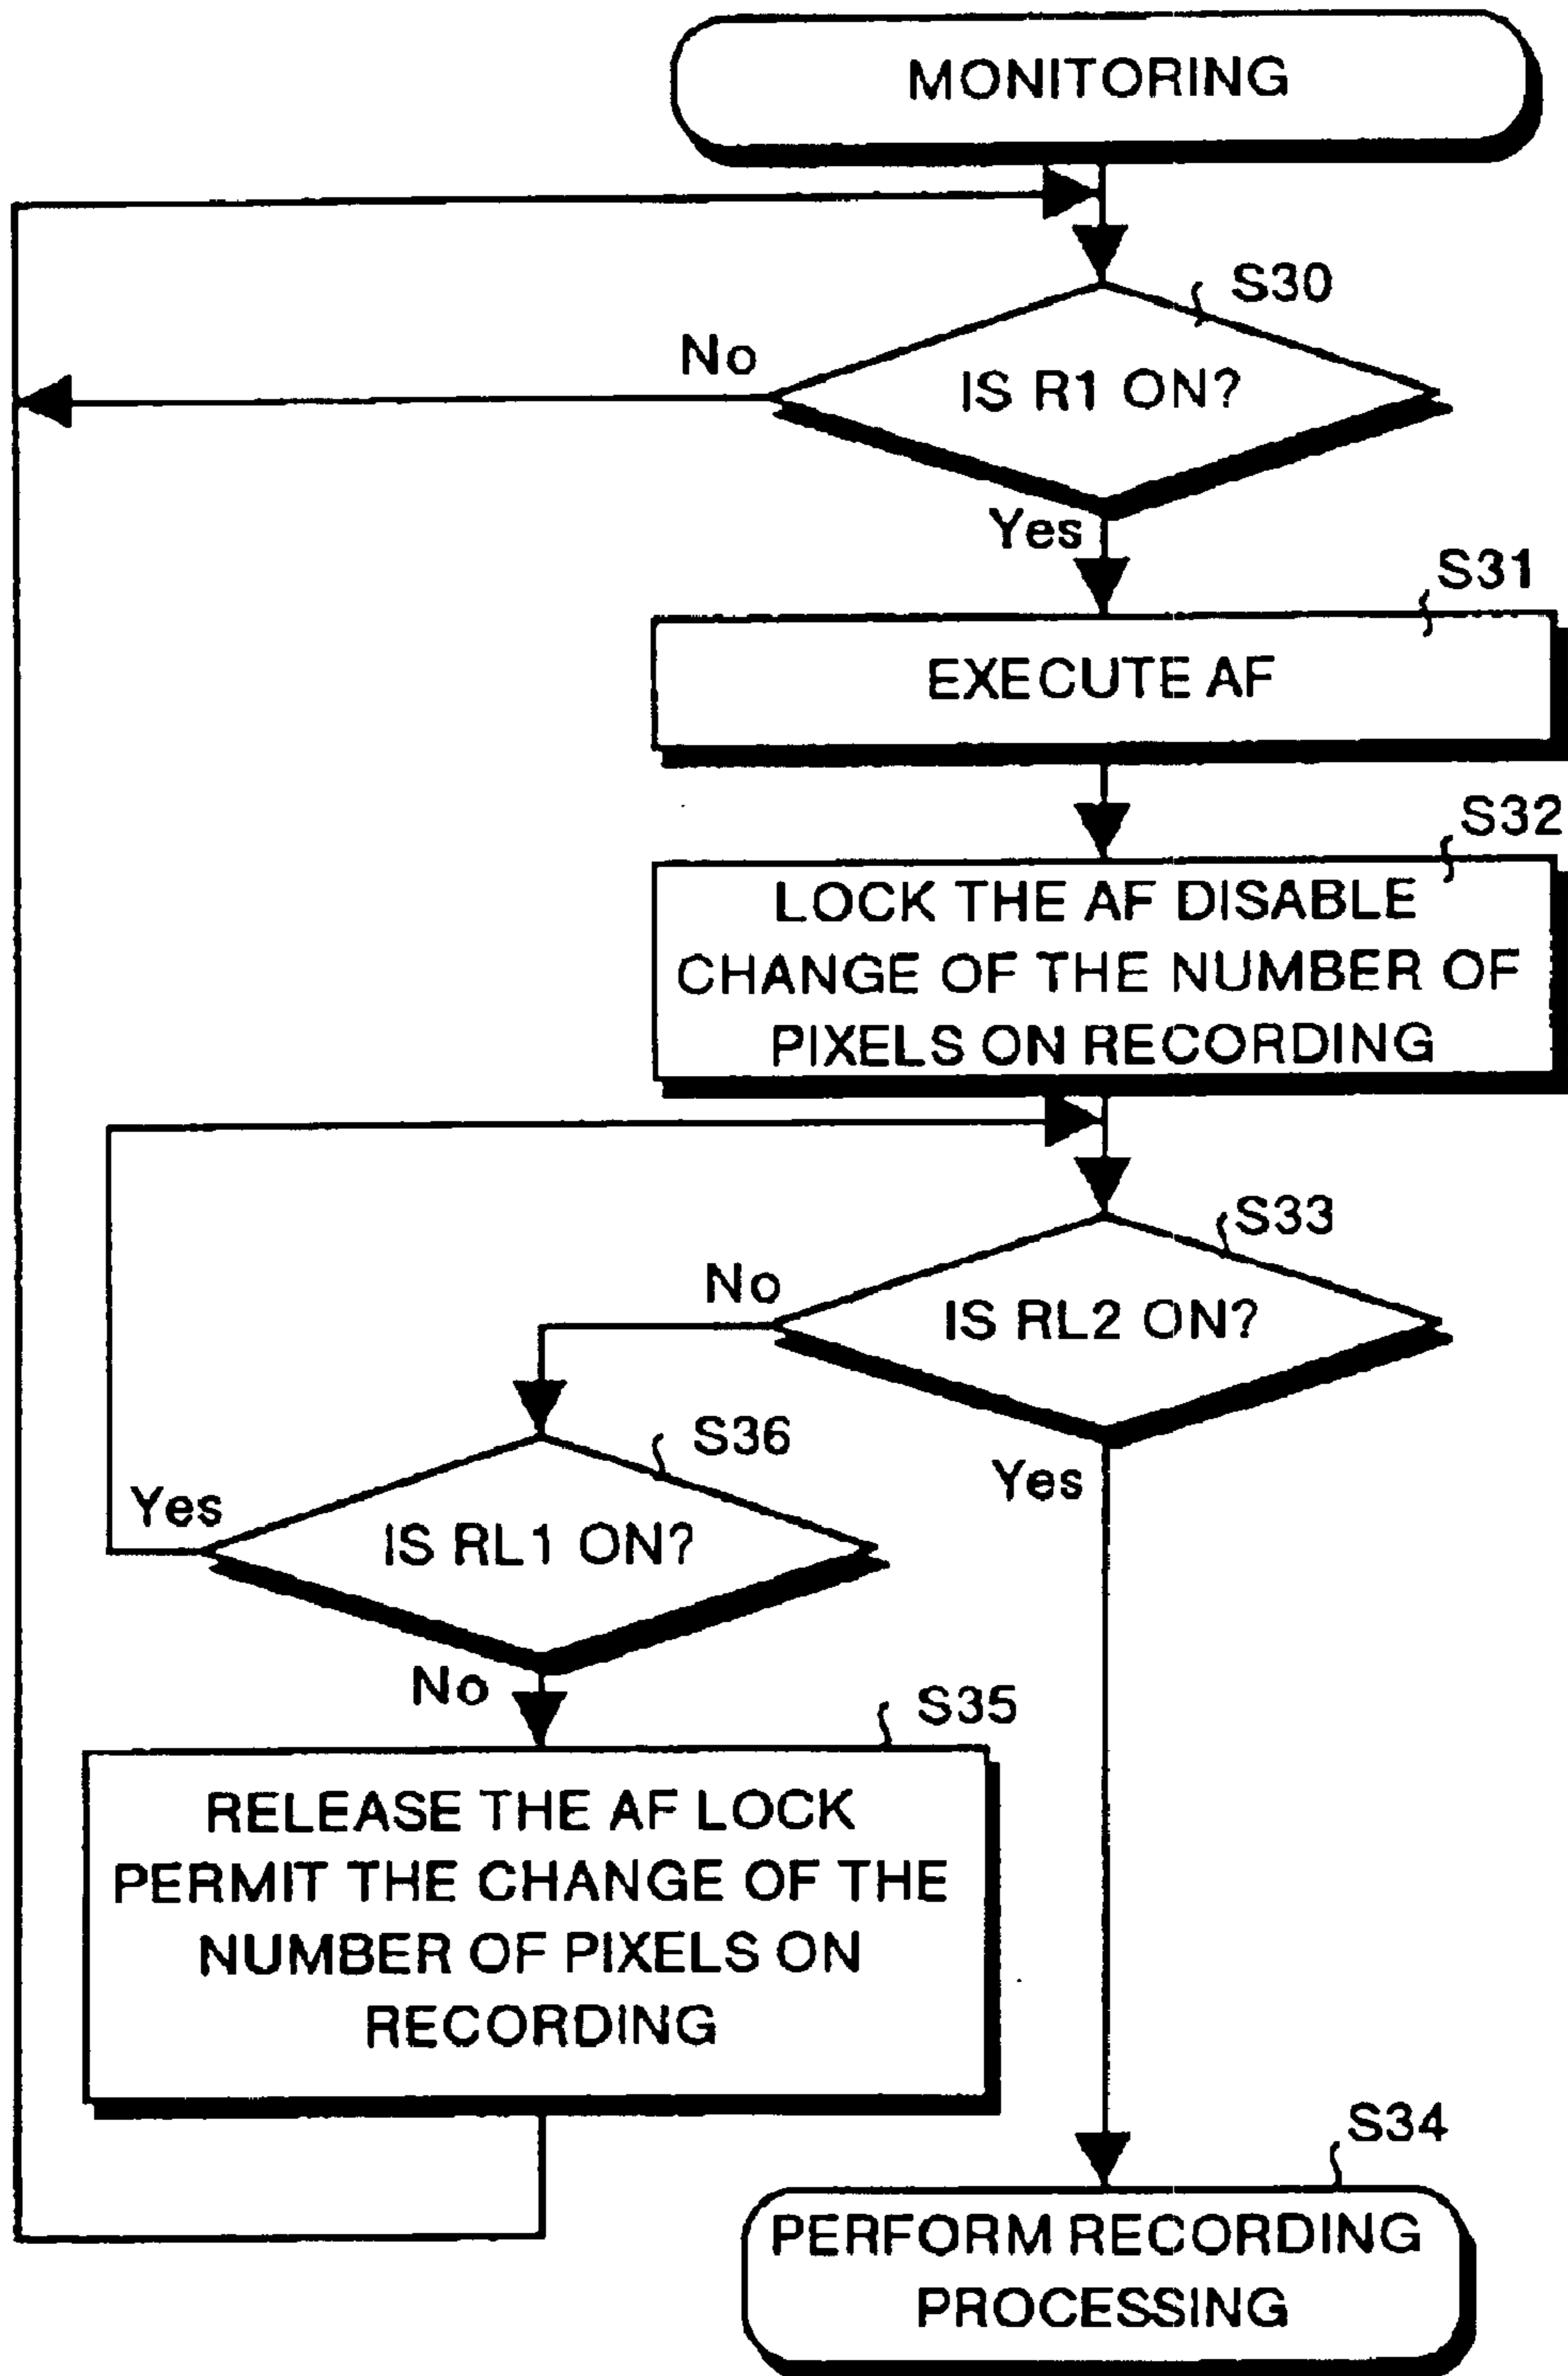 MONITORING
S30
No
IS R1 ON?
Yes
S31
EXECUTE AF
S32
LOCK THE AF DISABLE
CHANGE OF THE NUMBER OF
PIXELS ON RECORDING
S33
No
IS RL2 ON?
S36
Yes
Yes
IS RL1 ON?
No
S35
RELEASE THE AF LOCK
PERMIT THE CHANGE OF THE
NUMBER OF PIXELS ON
RECORDING
S34
PERFORM RECORDING
PROCESSING